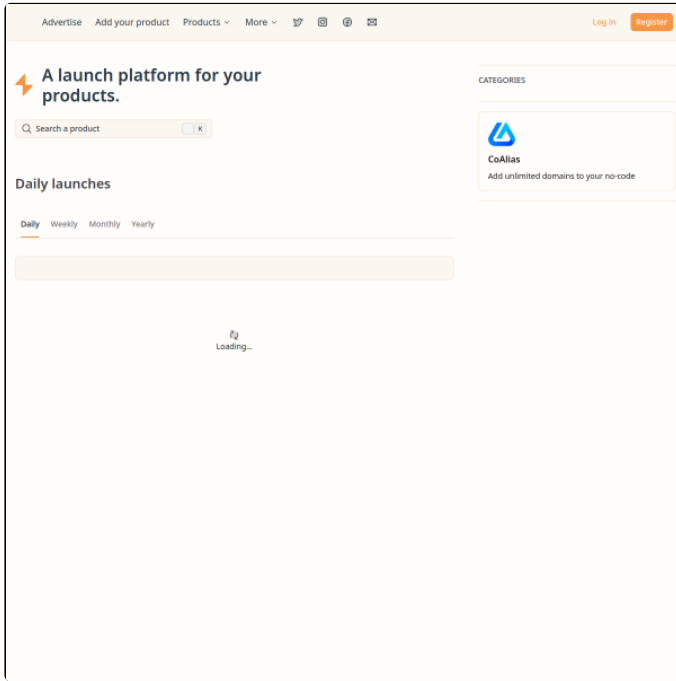 Advertise Add your product Products More Log in Register
A launch platform for your
products.
Search a product K
CATEGORIES
CoAlias
Add unlimited domains to your no-code
Daily launches
Daily Weekly Monthly Yearly
Loading...